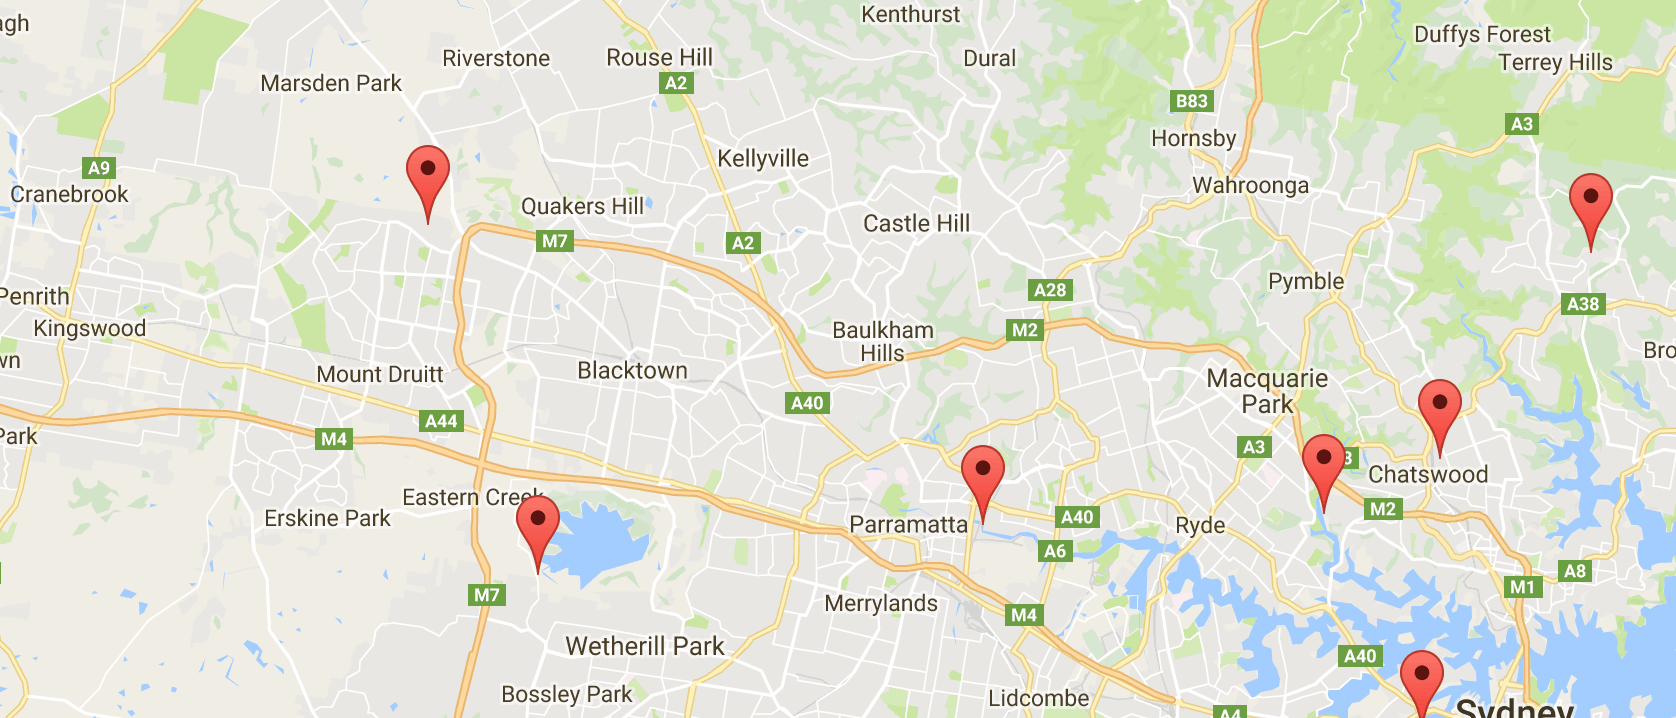 Kenthurst
Duffys Forest
Riverstone
Rouse Hill
Dural
Terrey Hills
Marsden Park
A2
B83
A3
Hornsby
Kellyville
A9
Cranebrook
Wahroonga
Quakers Hill
Castle Hill
M7
A2
Pymble
A28
Penrith
A38
Kingswood
Baulkham
Hills
M2
Blacktown
Mount Druitt
Macquarie
Park
A40
A44
M4
A3
Park
Chatswood
Eastern Creek
M2
Erskine Park
Parramatta
A40
Ryde
A6
A8
M1
M7
Merrylands
M4
Wetherill Park
A40
Bossley Park
Lidcombe
Sydney
A4